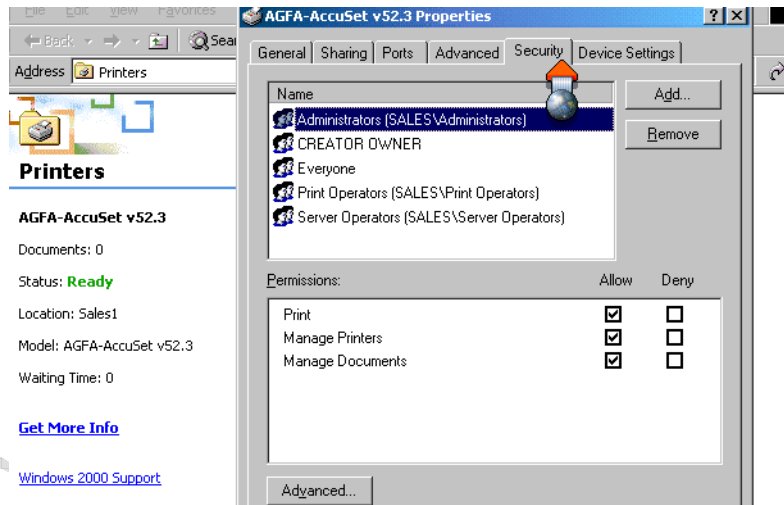 File Edit View Favorites
AGFA-AccuSet v52.3 Properties
Back
Address Printers
General Sharing Ports Advanced Security Device Settings
Name
Add...
Administrators (SALES\Administrators)
Remove
CREATOR OWNER
Everyone
Print Operators (SALES\Print Operators)
Server Operators (SALES\Server Operators)
Printers
AGFA-AccuSet v52.3
Documents: 0
Status: Ready
Location: Sales1
Model: AGFA-AccuSet v52.3
Waiting Time: 0
Get More Info
Windows 2000 Support
Permissions: Allow Deny
Print
Manage Printers
Manage Documents
Advanced...